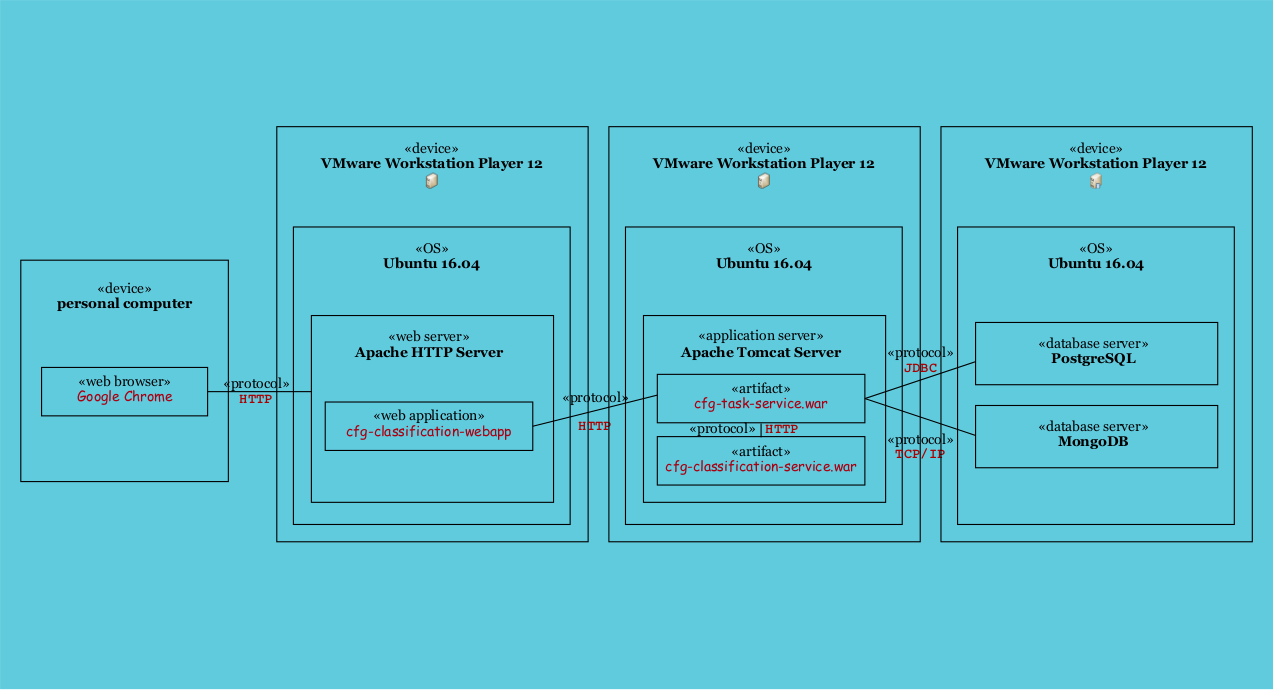 «device»
personal computer
«web browser»
Google Chrome
«protocol»
HTTP
«device»
VMware Workstation Player 12
«OS»
Ubuntu 16.04
«web server»
Apache HTTP Server
«web application»
cfg-classification-webapp
«protocol»
HTTP
«device»
VMware Workstation Player 12
«OS»
Ubuntu 16.04
«application server»
Apache Tomcat Server
«artifact»
cfg-task-service.war
«protocol»
HTTP
«artifact»
cfg-classification-service.war
«protocol»
JDBC
«protocol»
TCP/IP
«device»
VMware Workstation Player 12
«OS»
Ubuntu 16.04
«database server»
PostgreSQL
«database server»
MongoDB